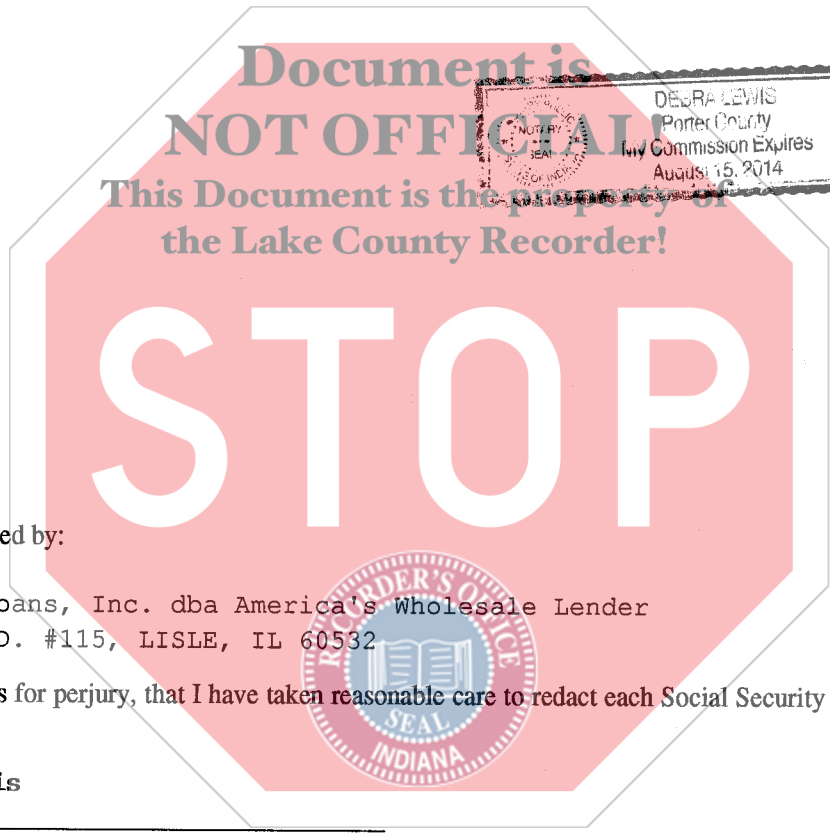 Document is
NOT OFFICIAL!
This Document is the property of
the Lake County Recorder!
DEBRA LEWIS
Porter County
My Commission Expires
August 15, 2014
NOTARY
SEAL
STOP
ed by:
oans, Inc. dba America's Wholesale Lender
D. #115, LISLE, IL 60532
s for perjury, that I have taken reasonable care to redact each Social Security
is
RECORDER'S OFFICE
SEAL
INDIANA